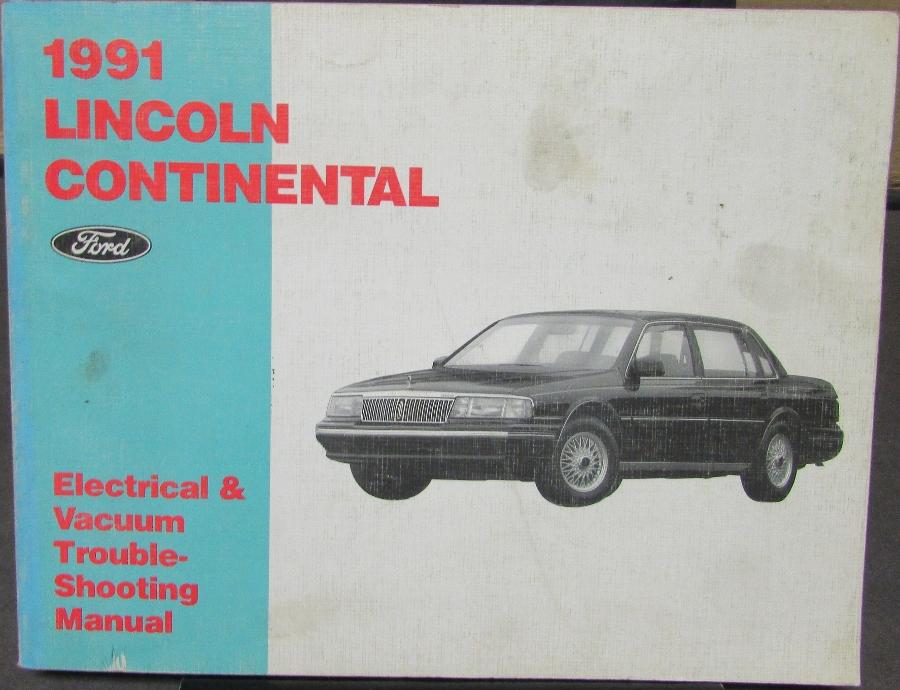 1991
LINCOLN
CONTINENTAL
Ford
Electrical &
Vacuum
Trouble-
Shooting
Manual